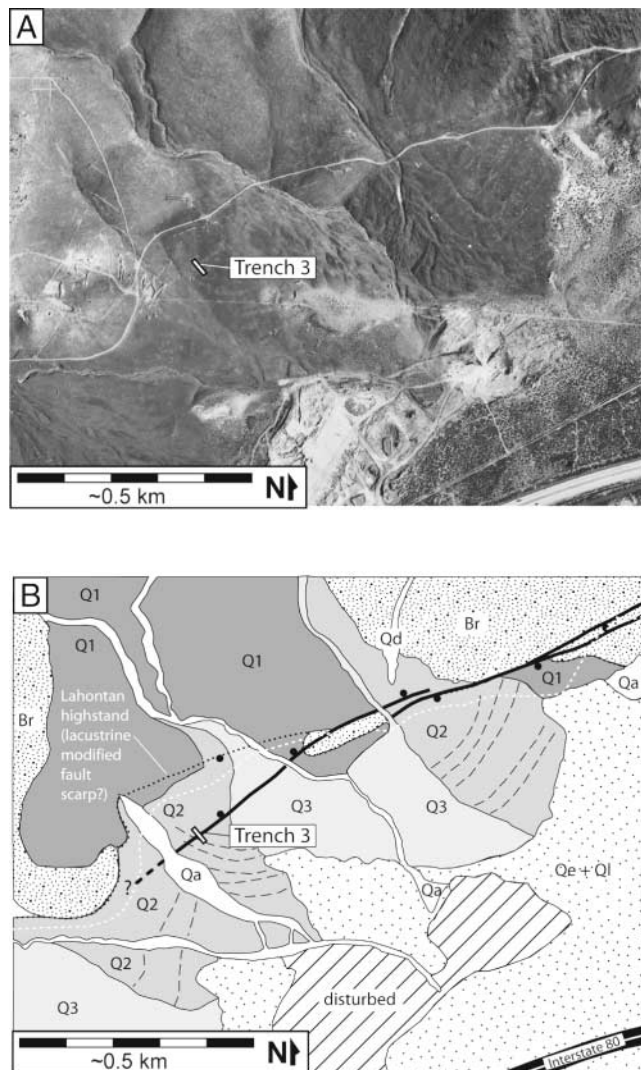 A
Trench 3
~0.5 km
N
B
Q1
Q1
Q1
Qd
Br
Q1
Qa
Lahontan
highstand
(lacustrine
modified
fault
scarp?)
Br
Q2
Q2
Q3
Q3
Trench 3
?
Qa
Q2
Qa
Qe + Ql
Q2
disturbed
Q3
~0.5 km
N
Interstate 80